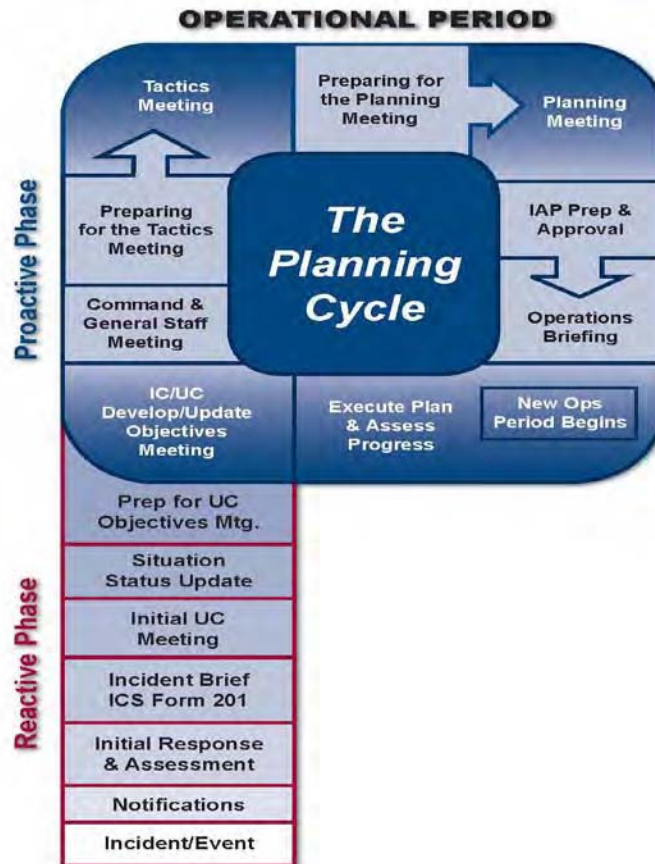 OPERATIONAL PERIOD
Tactics
Meeting
Preparing for
the Planning
Meeting
Planning
Meeting
Proactive Phase
Preparing
for the Tactics
Meeting
The
Planning
Cycle
IAP Prep &
Approval
Command &
General Staff
Meeting
Operations
Briefing
IC/UC
Develop/Update
Objectives
Meeting
Execute Plan
& Assess
Progress
New Ops
Period Begins
Reactive Phase
Prep for UC
Objectives Mtg.
Situation
Status Update
Initial UC
Meeting
Incident Brief
ICS Form 201
Initial Response
& Assessment
Notifications
Incident/Event